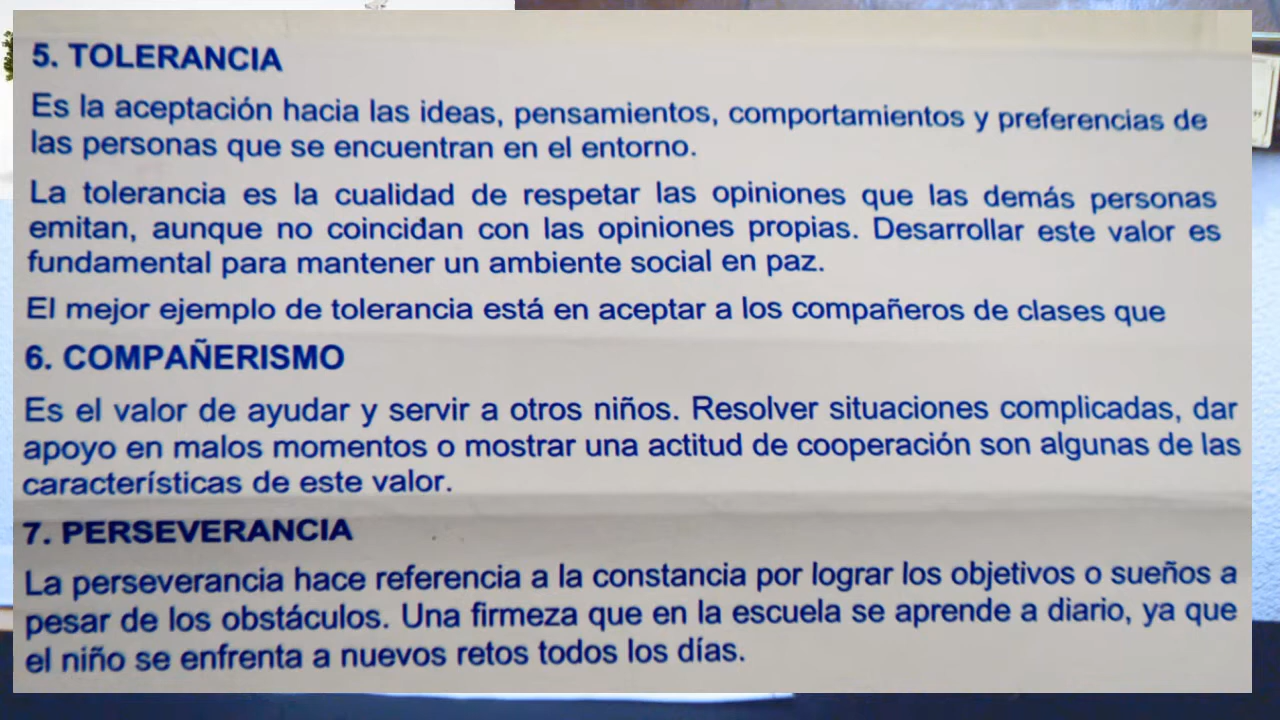 5. TOLERANCIA
Es la aceptación hacia las ideas, pensamientos, comportamientos y preferencias de
las personas que se encuentran en el entorno.
La tolerancia es la cualidad de respetar las opiniones que las demás personas
emitan, aunque no coincidan con las opiniones propias. Desarrollar este valor es
fundamental para mantener un ambiente social en paz.
El mejor ejemplo de tolerancia está en aceptar a los compañeros de clases que
6. COMPAÑERISMO
Es el valor de ayudar y servir a otros niños. Resolver situaciones complicadas, dar
apoyo en malos momentos o mostrar una actitud de cooperación son algunas de las
características de este valor.
7. PERSEVERANCIA
La perseverancia hace referencia a la constancia por lograr los objetivos o sueños a
pesar de los obstáculos. Una firmeza que en la escuela se aprende a diario, ya que
el niño se enfrenta a nuevos retos todos los días.